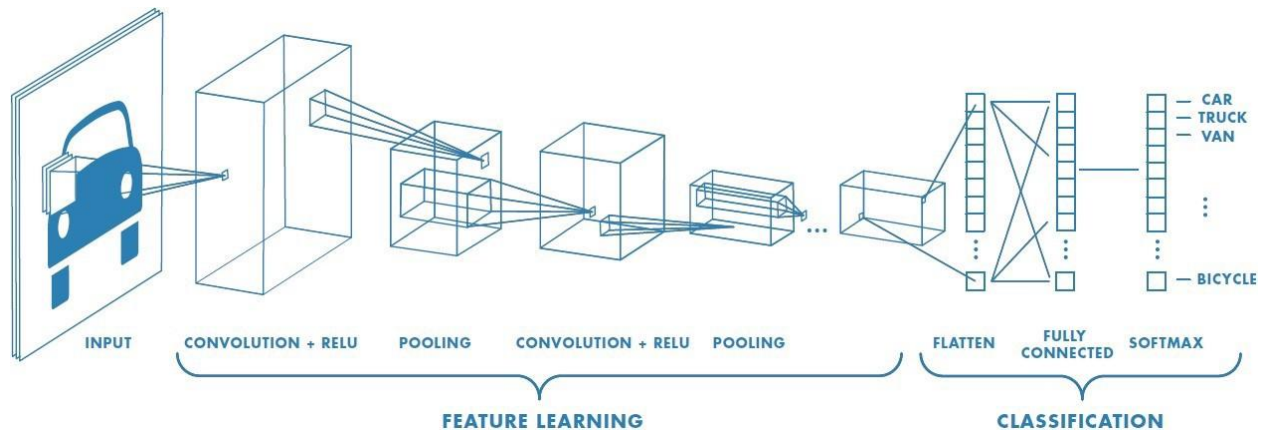 CAR
TRUCK
VAN
BICYCLE
INPUT
CONVOLUTION + RELU
POOLING
CONVOLUTION + RELU
POOLING
FLATTEN
FULLY
CONNECTED
SOFTMAX
FEATURE LEARNING
CLASSIFICATION